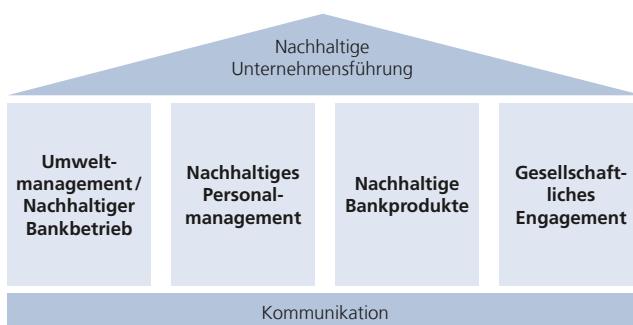 Nachhaltige
Unternehmensführung
Umwelt-
management /
Nachhaltiger
Bankbetrieb
Nachhaltiges
Personal-
management
Nachhaltige
Bankprodukte
Gesellschaft-
liches
Engagement
Kommunikation